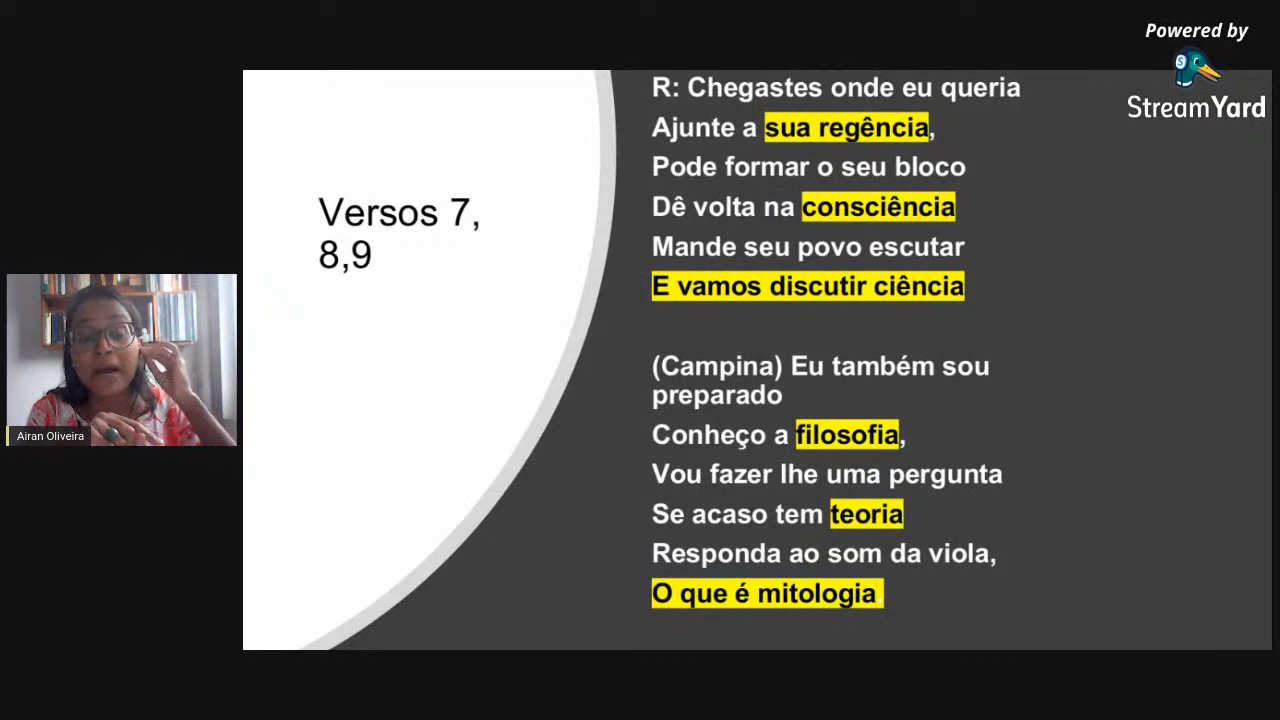 Powered by
StreamYard
Versos 7,
8,9
R: Chegastes onde eu queria
Ajunte a sua regência,
Pode formar o seu bloco
Dê volta na consciência
Mande seu povo escutar
E vamos discutir ciência
(Campina) Eu também sou
preparado
Conheço a filosofia,
Vou fazer lhe uma pergunta
Se acaso tem teoria
Responda ao som da viola,
O que é mitologia
Airan Oliveira